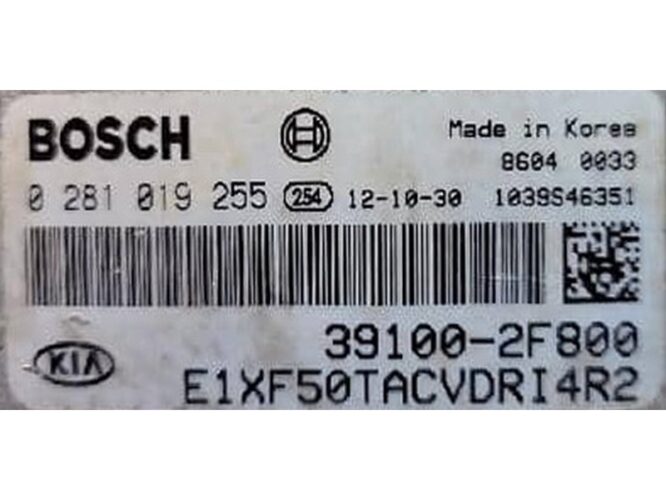 BOSCH
Made in Korea
8604 0033
0 281 019 255 254 12-10-30 1039S46351
39100-2F800
KIA
E1XF50TACVDRI4R2